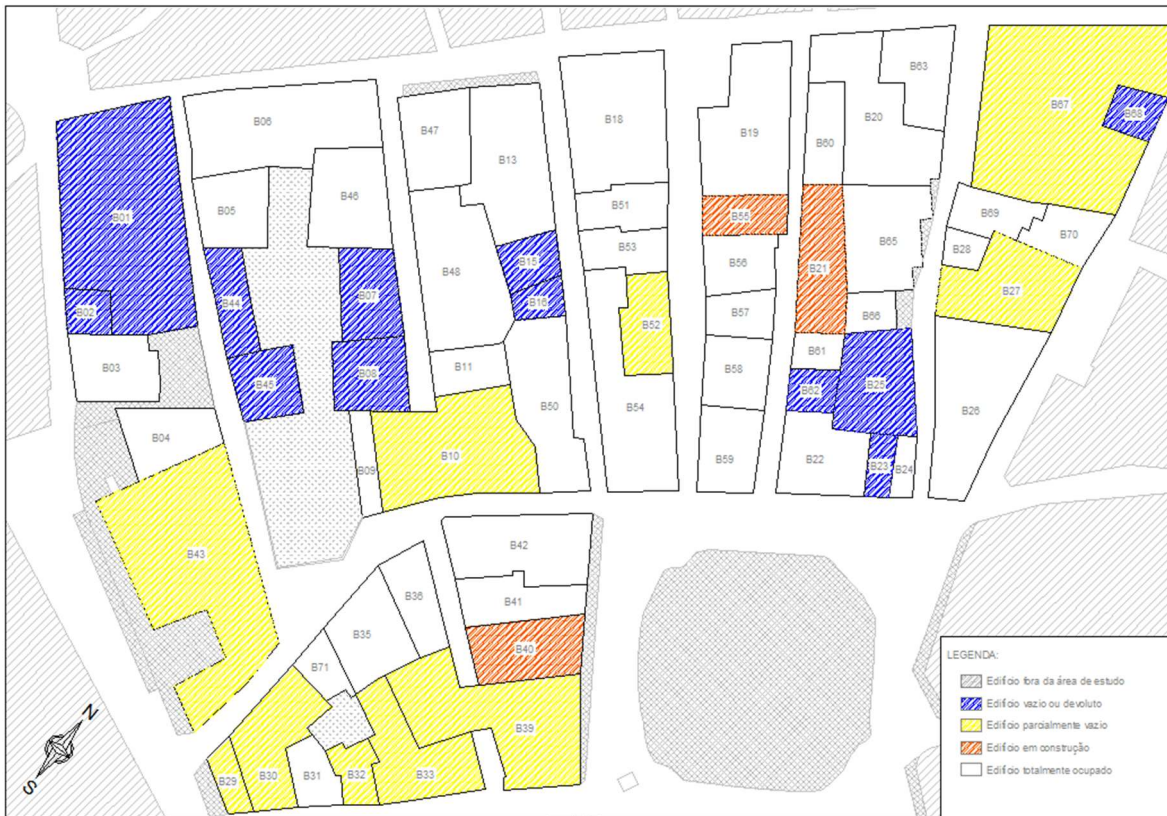 B63
B18
B67
B68
B06
B47
B13
B19
B60
B20
B46
B05
B51
B55
B01
B69
B70
B53
B65
B28
B48
B15
B56
B21
B27
B44
B07
B16
B02
B57
B66
B52
B03
B11
B61
B45
B08
B58
B62
B25
B54
B50
B26
B04
B10
B09
B59
B22
B23
B24
B42
B43
B36
B41
B35
B40
B71
B39
B29
B30
B31
B32
B33
N
S
LEGENDA:
Edifício fora da área de estudo
Edifício vazio ou devoluto
Edifício parcialmente vazio
Edifício em construção
Edifício totalmente ocupado